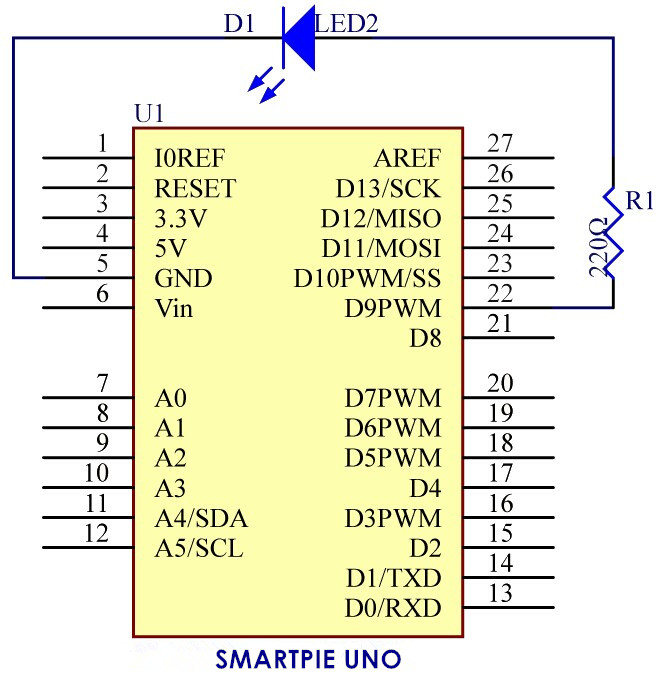 D1 LED2
U1
1 I0REF AREF 27
2 RESET D13/SCK 26
3 3.3V D12/MISO 25
R1
220Ω
4 5V D11/MOSI 24
5 GND D10PWM/SS 23
6 Vin D9PWM 22
D8 21
7 A0 D7PWM 20
8 A1 D6PWM 19
9 A2 D5PWM 18
10 A3 D4 17
11 A4/SDA D3PWM 16
12 A5/SCL D2 15
D1/TXD 14
D0/RXD 13
SMARTPIE UNO